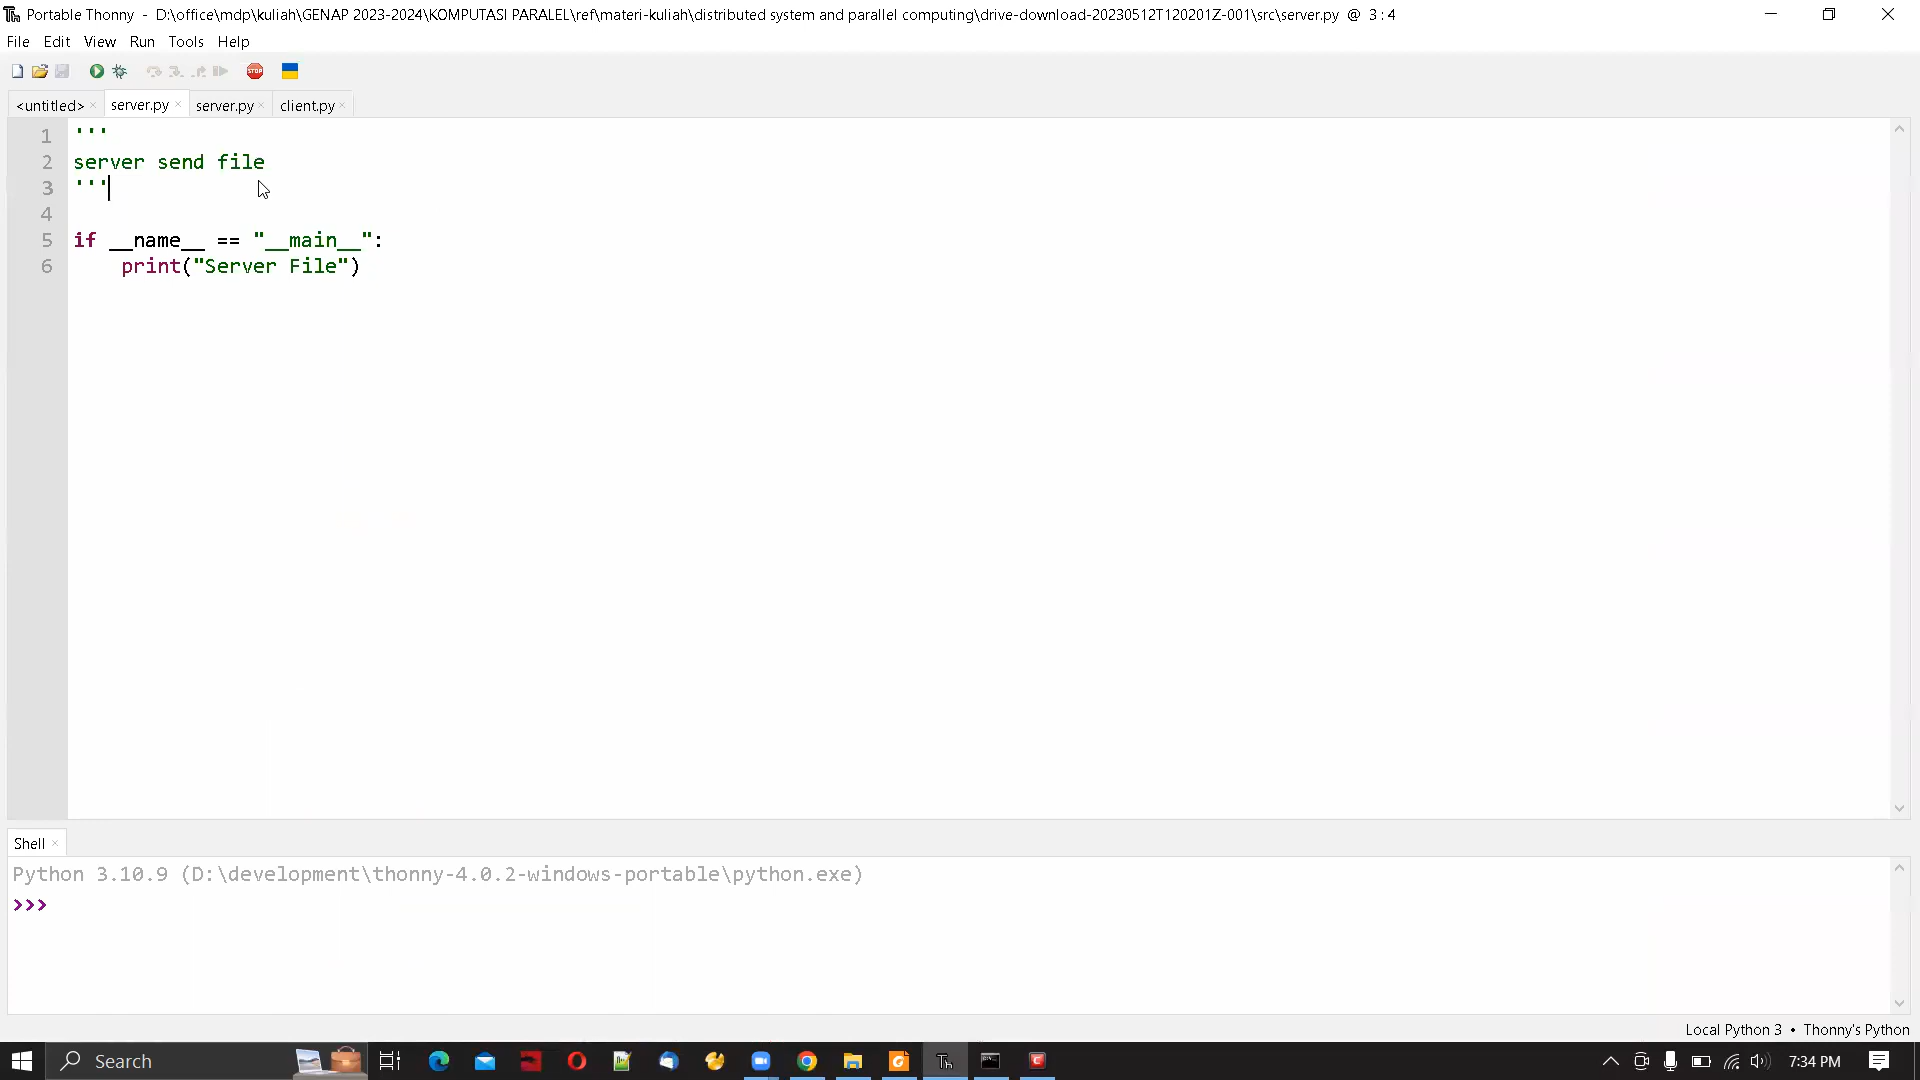 Portable Thonny - D:\office\mdp\kuliah\GENAP 2023-2024\KOMPUTASI PARALEL\ref\materi-kuliah\distributed system and parallel computing\drive-download-20230512T120201Z-001\src\server.py @ 3:4
File Edit View Run Tools Help
STOP
<untitled> × server.py × server.py × client.py ×
1 '''
2 server send file
3 '''
4
5 if __name__ == "__main__":
6     print("Server File")
Shell ×
Python 3.10.9 (D:\development\thonny-4.0.2-windows-portable\python.exe)
>>>
Local Python 3 • Thonny's Python
Search
7:34 PM